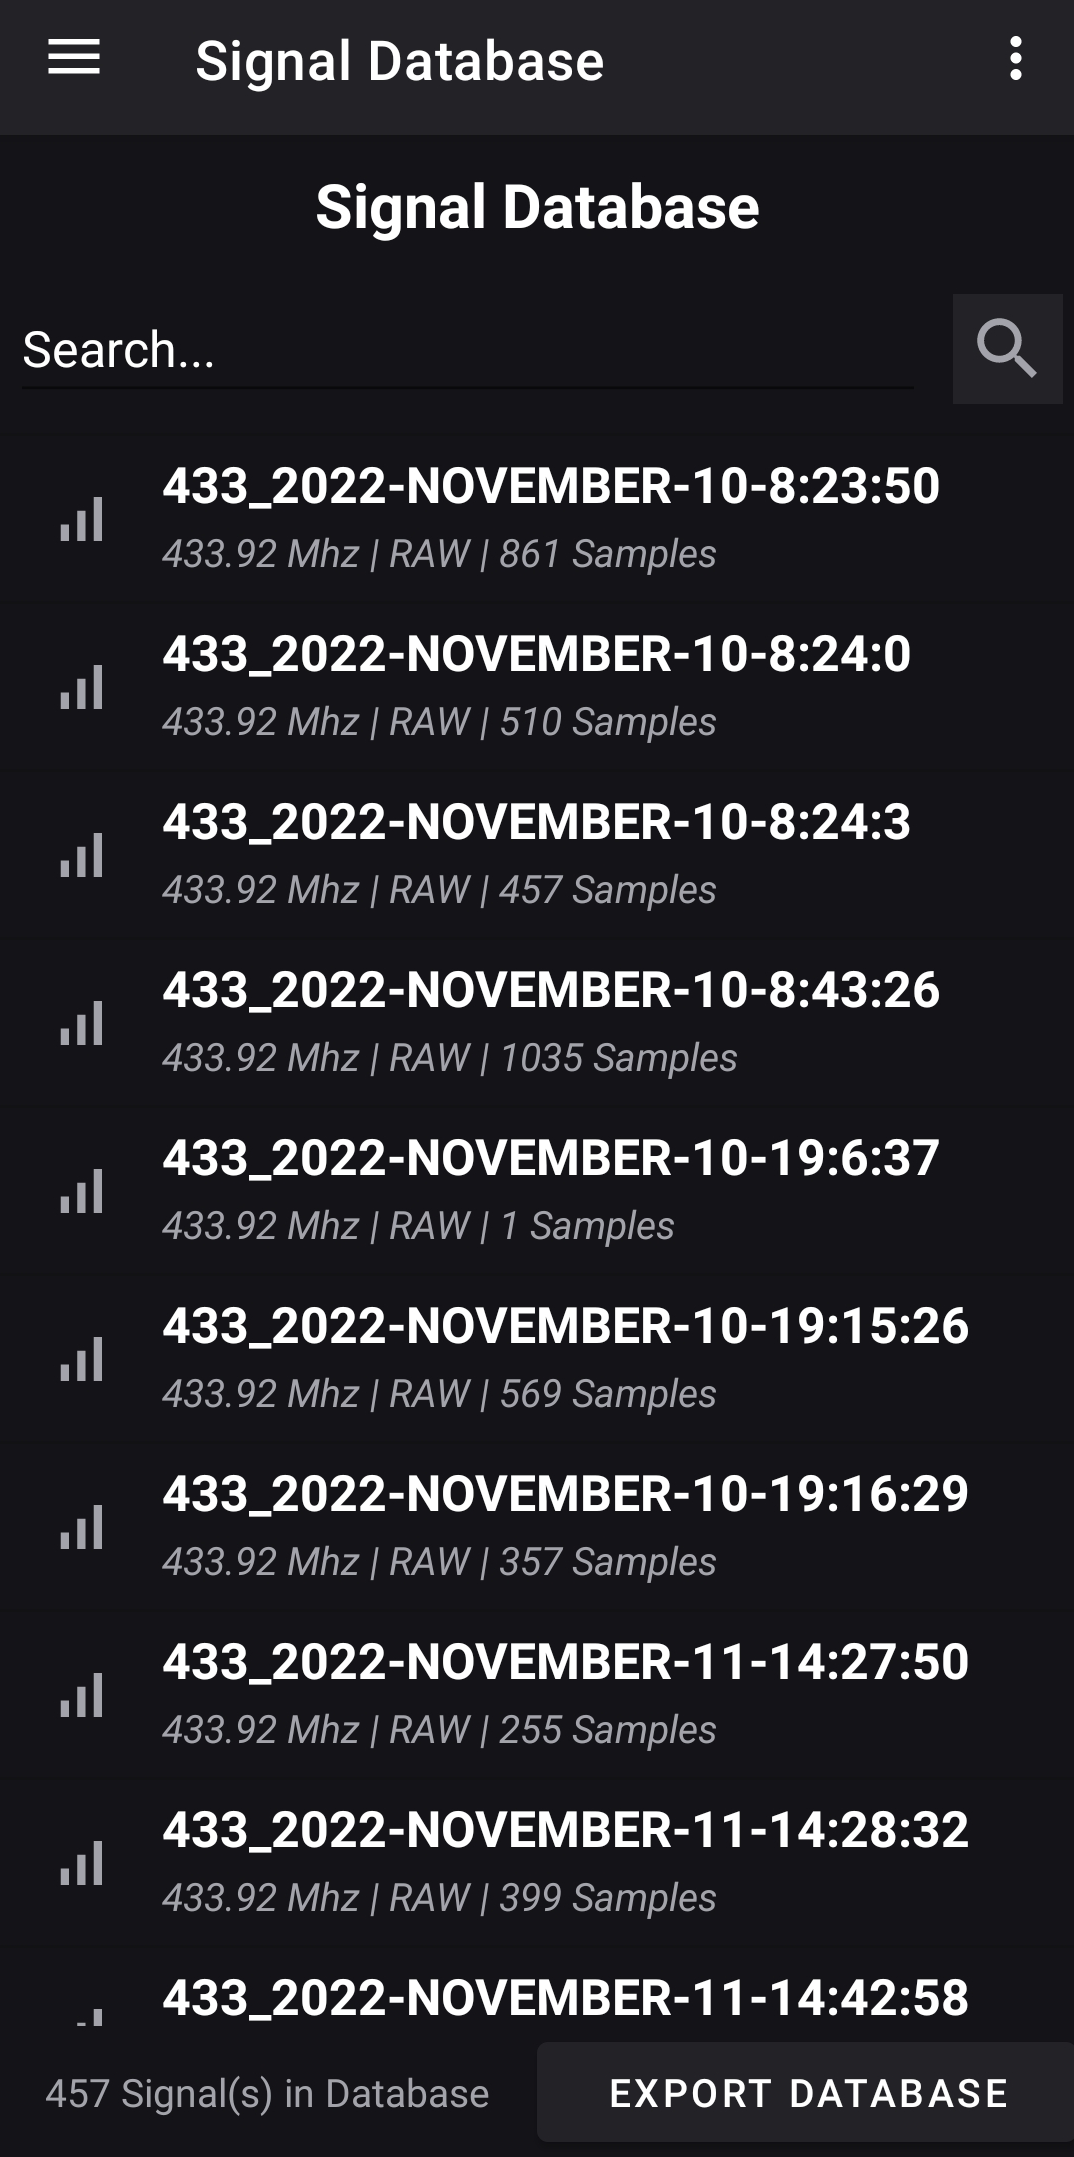 Signal Database
Signal Database
Search...
433_2022-NOVEMBER-10-8:23:50
433.92 Mhz | RAW | 861 Samples
433_2022-NOVEMBER-10-8:24:0
433.92 Mhz | RAW | 510 Samples
433_2022-NOVEMBER-10-8:24:3
433.92 Mhz | RAW | 457 Samples
433_2022-NOVEMBER-10-8:43:26
433.92 Mhz | RAW | 1035 Samples
433_2022-NOVEMBER-10-19:6:37
433.92 Mhz | RAW | 1 Samples
433_2022-NOVEMBER-10-19:15:26
433.92 Mhz | RAW | 569 Samples
433_2022-NOVEMBER-10-19:16:29
433.92 Mhz | RAW | 357 Samples
433_2022-NOVEMBER-11-14:27:50
433.92 Mhz | RAW | 255 Samples
433_2022-NOVEMBER-11-14:28:32
433.92 Mhz | RAW | 399 Samples
433_2022-NOVEMBER-11-14:42:58
457 Signal(s) in Database
EXPORT DATABASE